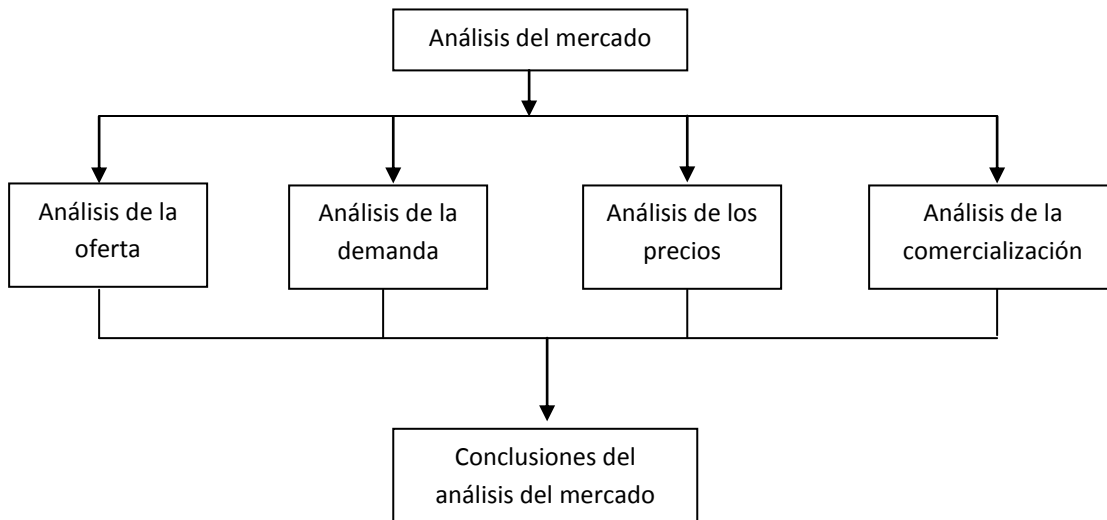 Análisis del mercado
Análisis de la
oferta
Análisis de la
demanda
Análisis de los
precios
Análisis de la
comercialización
Conclusiones del
análisis del mercado